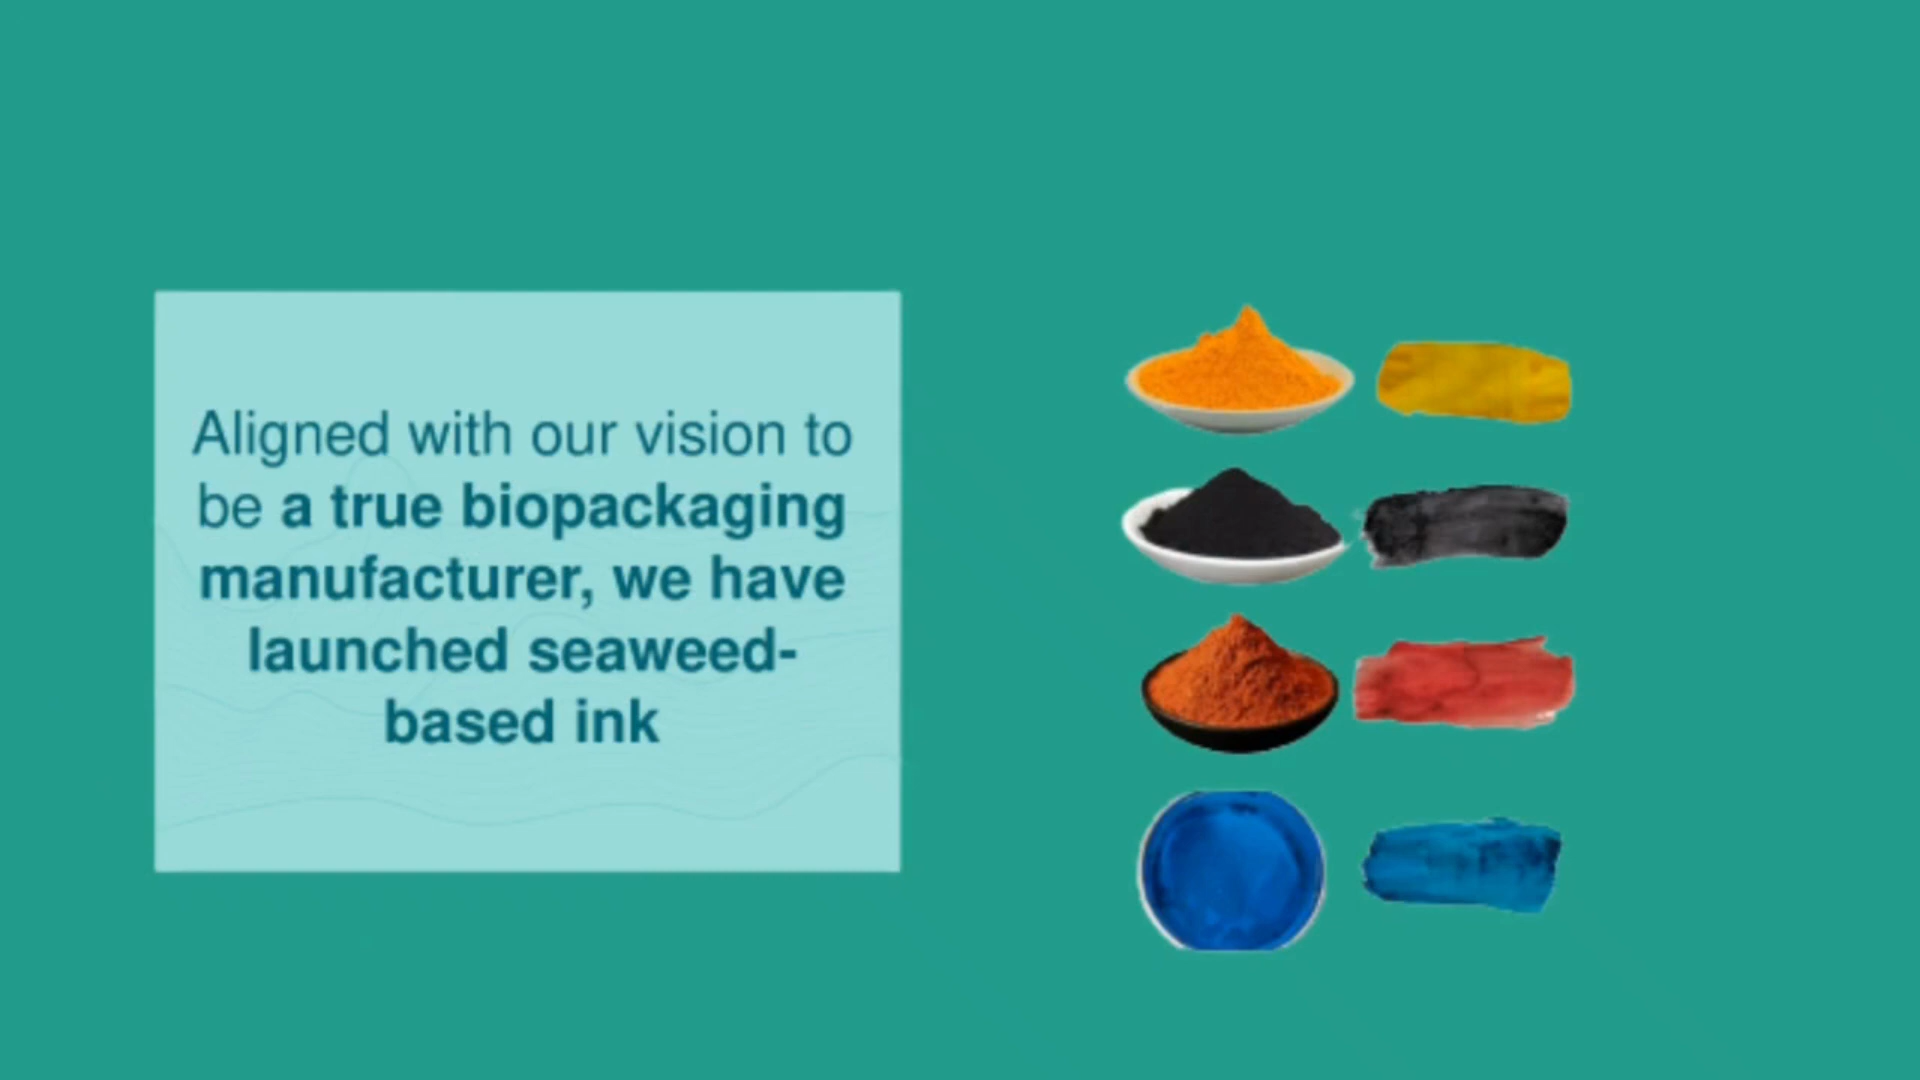 Aligned with our vision to
be a true biopackaging
manufacturer, we have
launched seaweed-
based ink